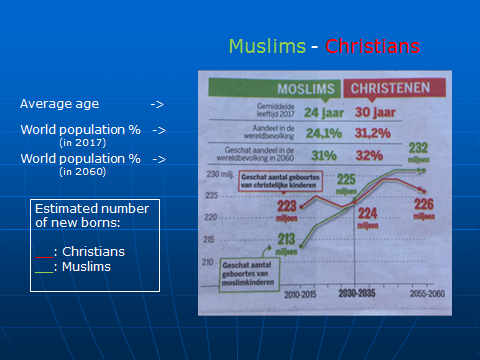 Muslims - Christians
Average age ->
World population % ->
(in 2017)
World population % ->
(in 2060)
Estimated number
of new borns:
__: Christians
__: Muslims
MOSLIMS CHRISTENEN
Gemiddelde
leeftijd 2017
24 jaar 30 jaar
Aandeel in de
wereldbevolking
24,1% 31,2%
Geschat aandeel in de
wereldbevolking in 2060
31% 32%
230 milj.
225
220
215
210
Geschat aantal geboortes
van christelijke kinderen
223
miljoen
213
miljoen
225
miljoen
224
miljoen
232
miljoen
226
miljoen
Geschat aantal
geboortes van
moslimkinderen
2010-2015 2030-2035 2055-2060